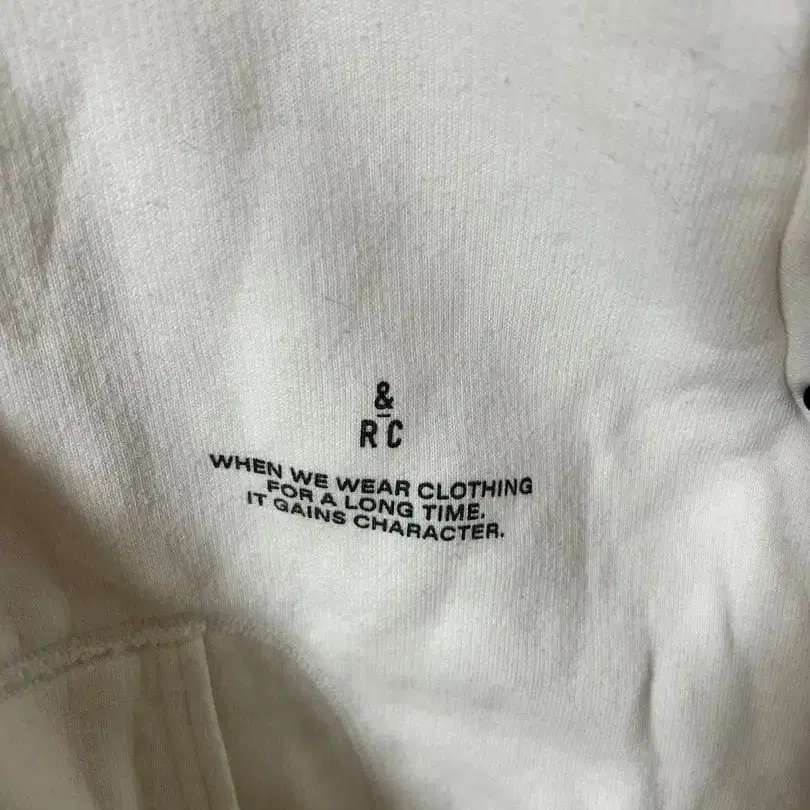 &
RC
WHEN WE WEAR CLOTHING
FOR A LONG TIME.
IT GAINS CHARACTER.